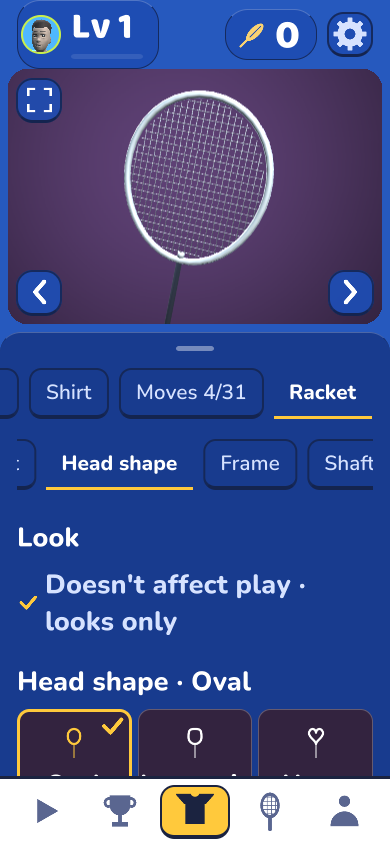 Lv 1
0
Shirt
Moves 4/31
Racket
Head shape
Frame
Shaft
Look
Doesn't affect play ·
looks only
Head shape · Oval